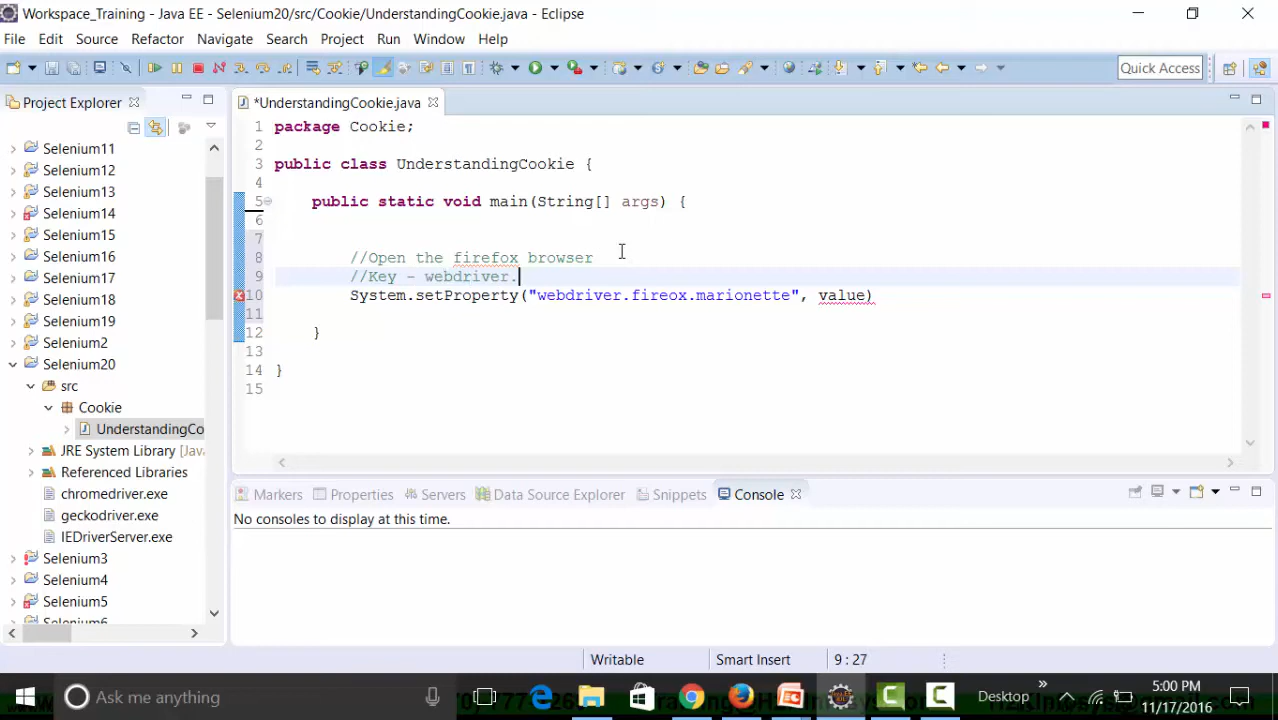 Workspace_Training - Java EE - Selenium20/src/Cookie/UnderstandingCookie.java - Eclipse
File Edit Source Refactor Navigate Search Project Run Window Help
Quick Access
Project Explorer
*UnderstandingCookie.java
Selenium11
Selenium12
Selenium13
Selenium14
Selenium15
Selenium16
Selenium17
Selenium18
Selenium19
Selenium2
Selenium20
src
Cookie
UnderstandingCo
JRE System Library [Jav
Referenced Libraries
chromedriver.exe
geckodriver.exe
IEDriverServer.exe
Selenium3
Selenium4
Selenium5
Selenium6
1 package Cookie;
2
3 public class UnderstandingCookie {
4
5 public static void main(String[] args) {
6
7
8 //Open the firefox browser
9 //Key - webdriver.
10 System.setProperty("webdriver.fireox.marionette", value)
11
12 }
13
14 }
15
Markers Properties Servers Data Source Explorer Snippets Console
No consoles to display at this time.
Writable Smart Insert 9 : 27
Ask me anything
Desktop
5:00 PM
11/17/2016